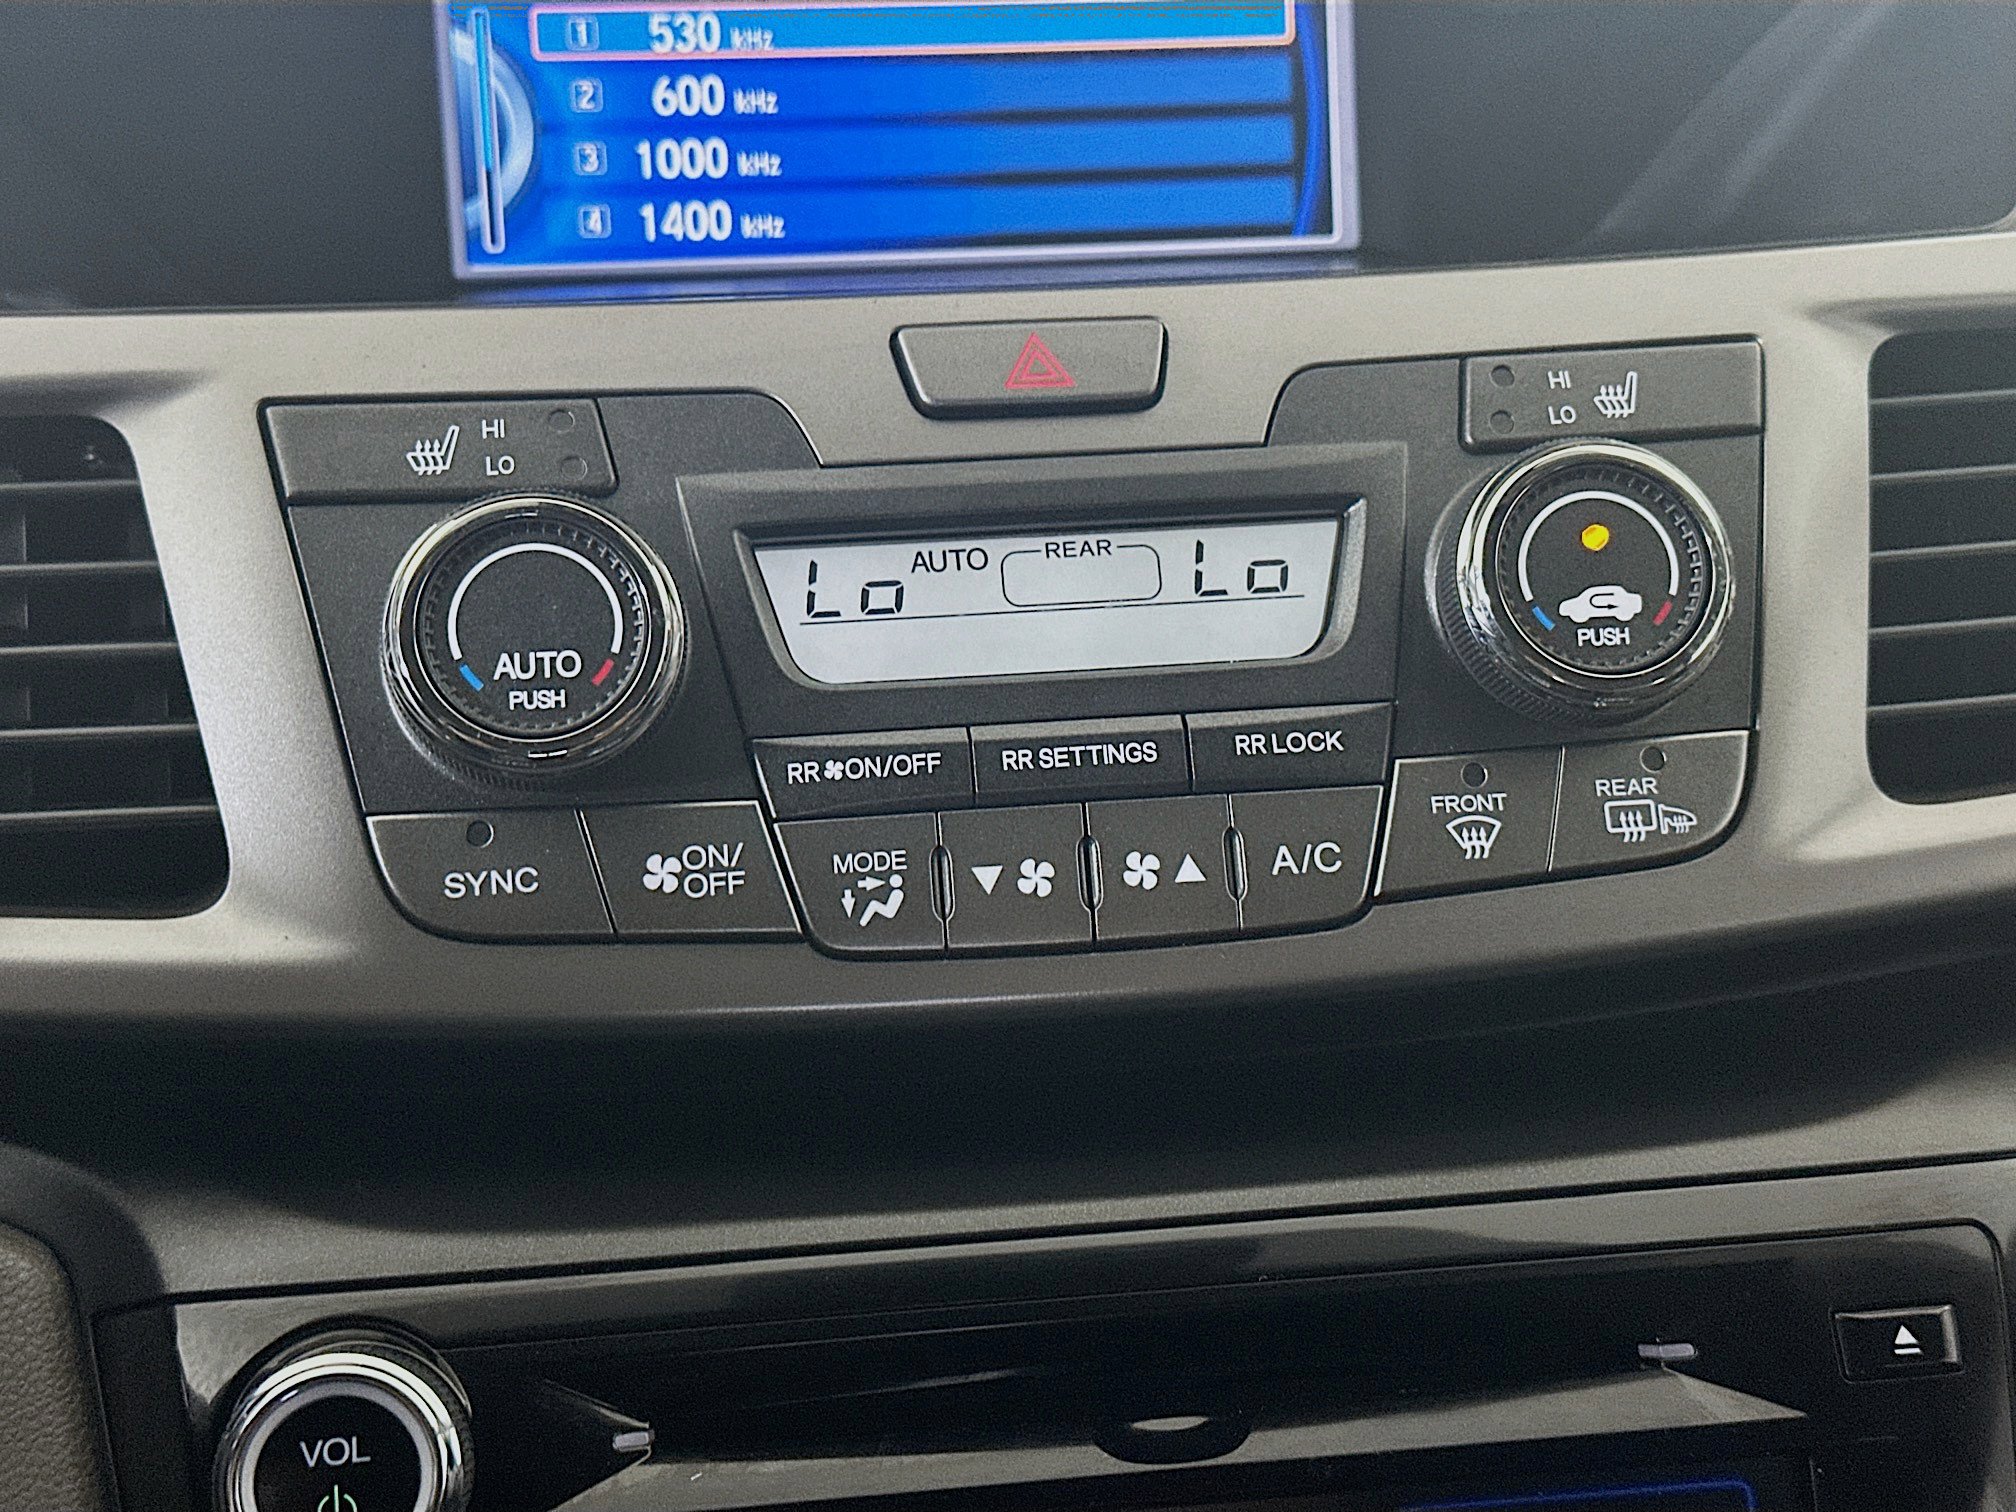 1 530 kHz
2 600 kHz
3 1000 kHz
4 1400 kHz
HI
LO
HI
LO
Lo AUTO REAR Lo
AUTO
PUSH
PUSH
RR ON/OFF RR SETTINGS RR LOCK
SYNC
ON/
OFF
MODE
A/C
FRONT
REAR
VOL